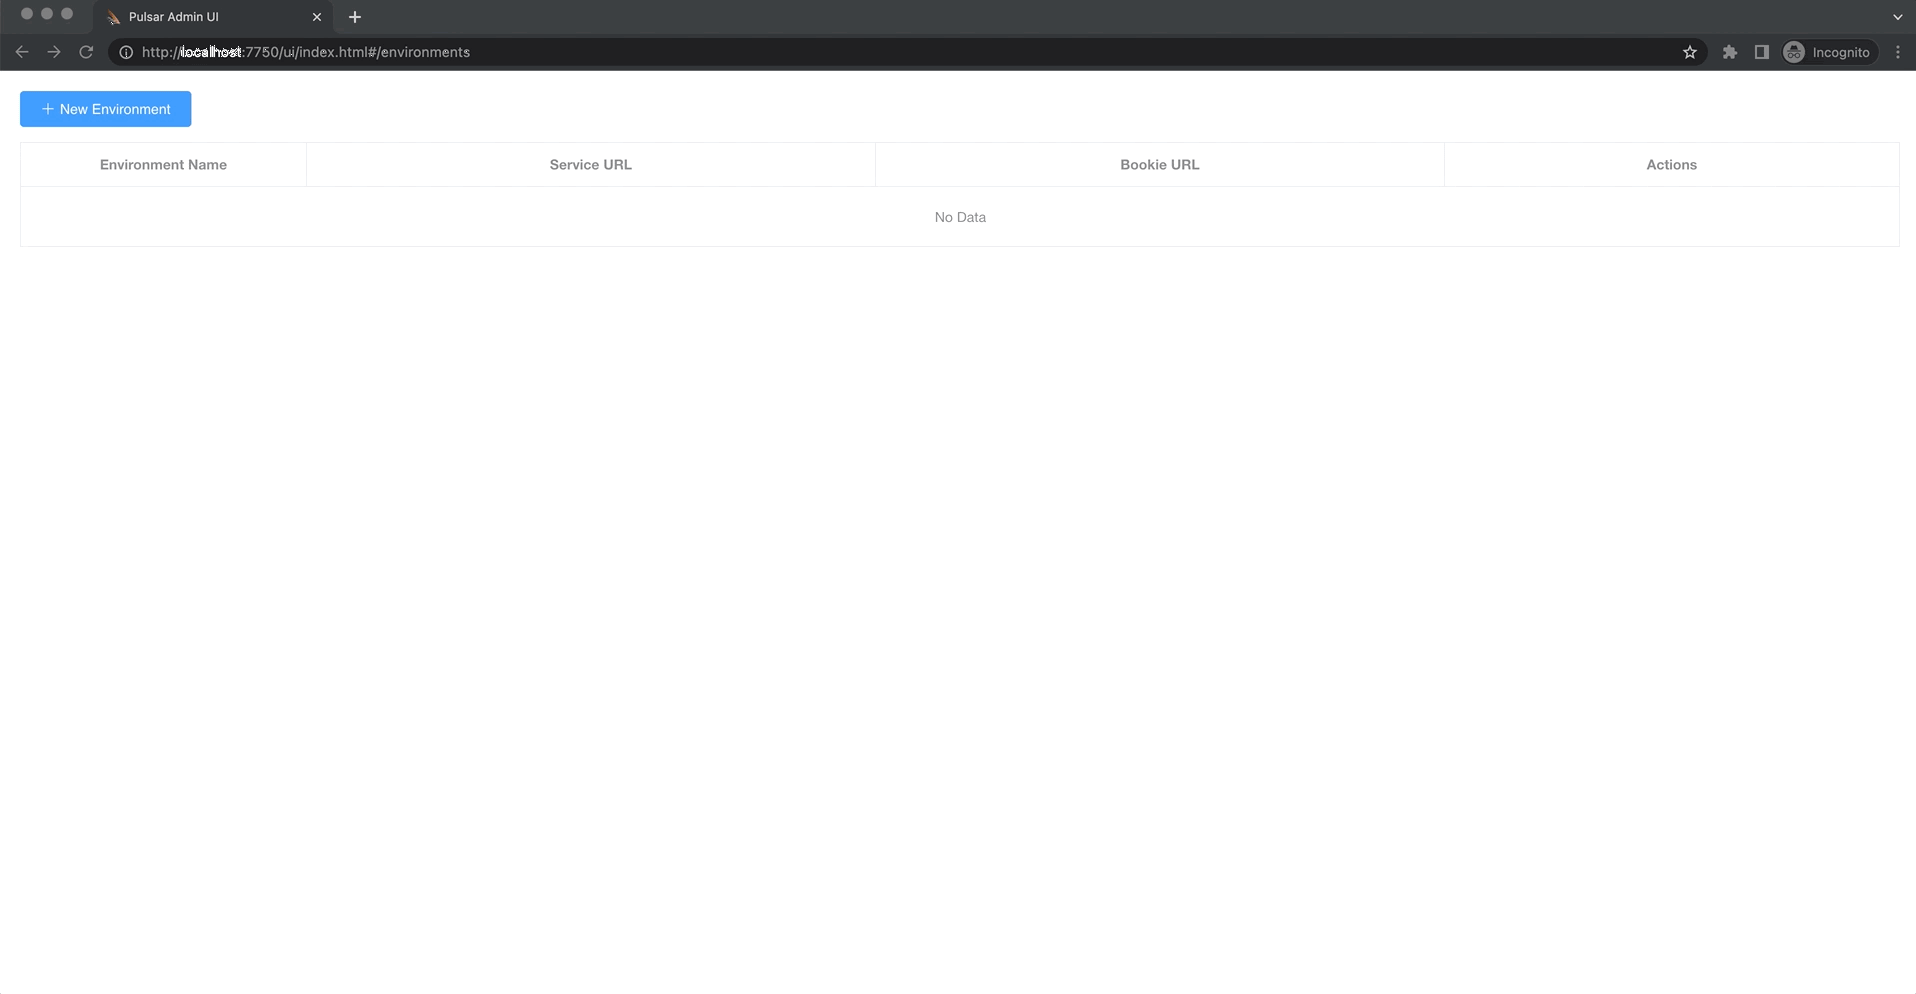 Pulsar Admin UI
http://localhost:7750/ui/index.html#/environments
Incognito
New Environment
Environment Name
Service URL
Bookie URL
Actions
No Data